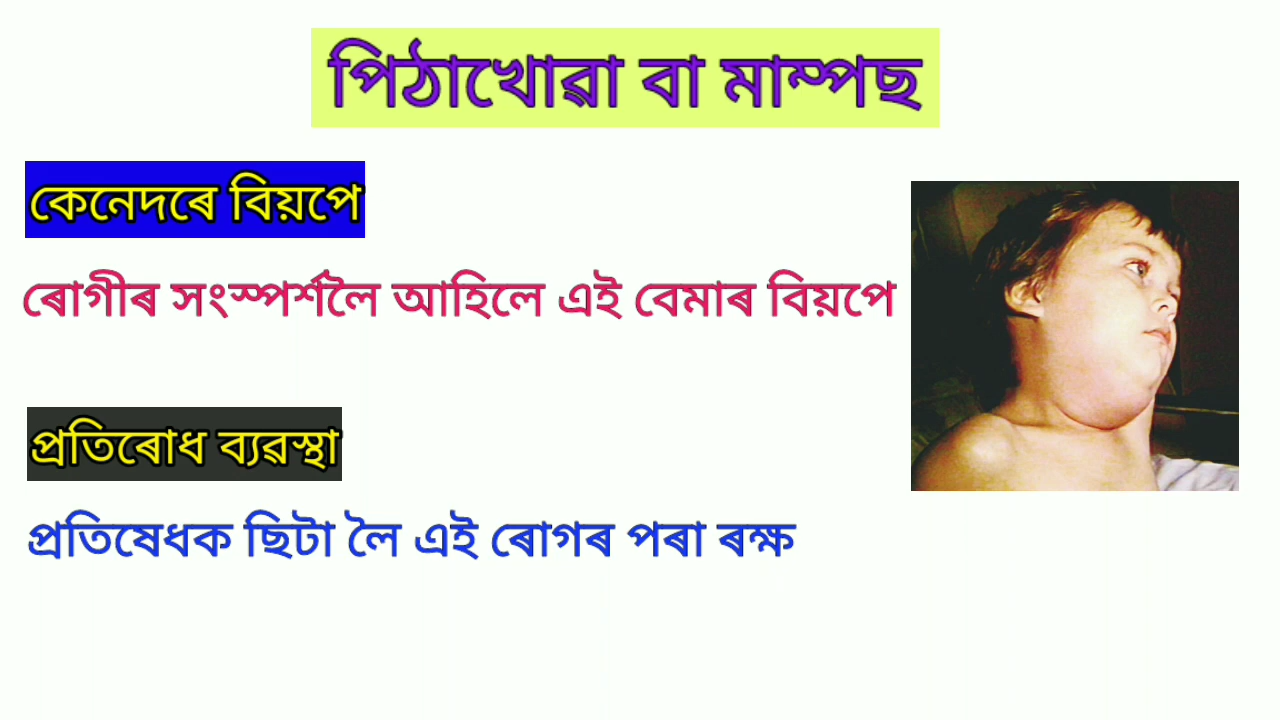 পিঠাখোৱা বা মাম্পছ
কেনেদৰে বিয়পে
ৰোগীৰ সংস্পৰ্শলৈ আহিলে এই বেমাৰ বিয়পে
প্ৰতিৰোধ ব্যৱস্থা
প্ৰতিষেধক ছিটা লৈ এই ৰোগৰ পৰা ৰক্ষ